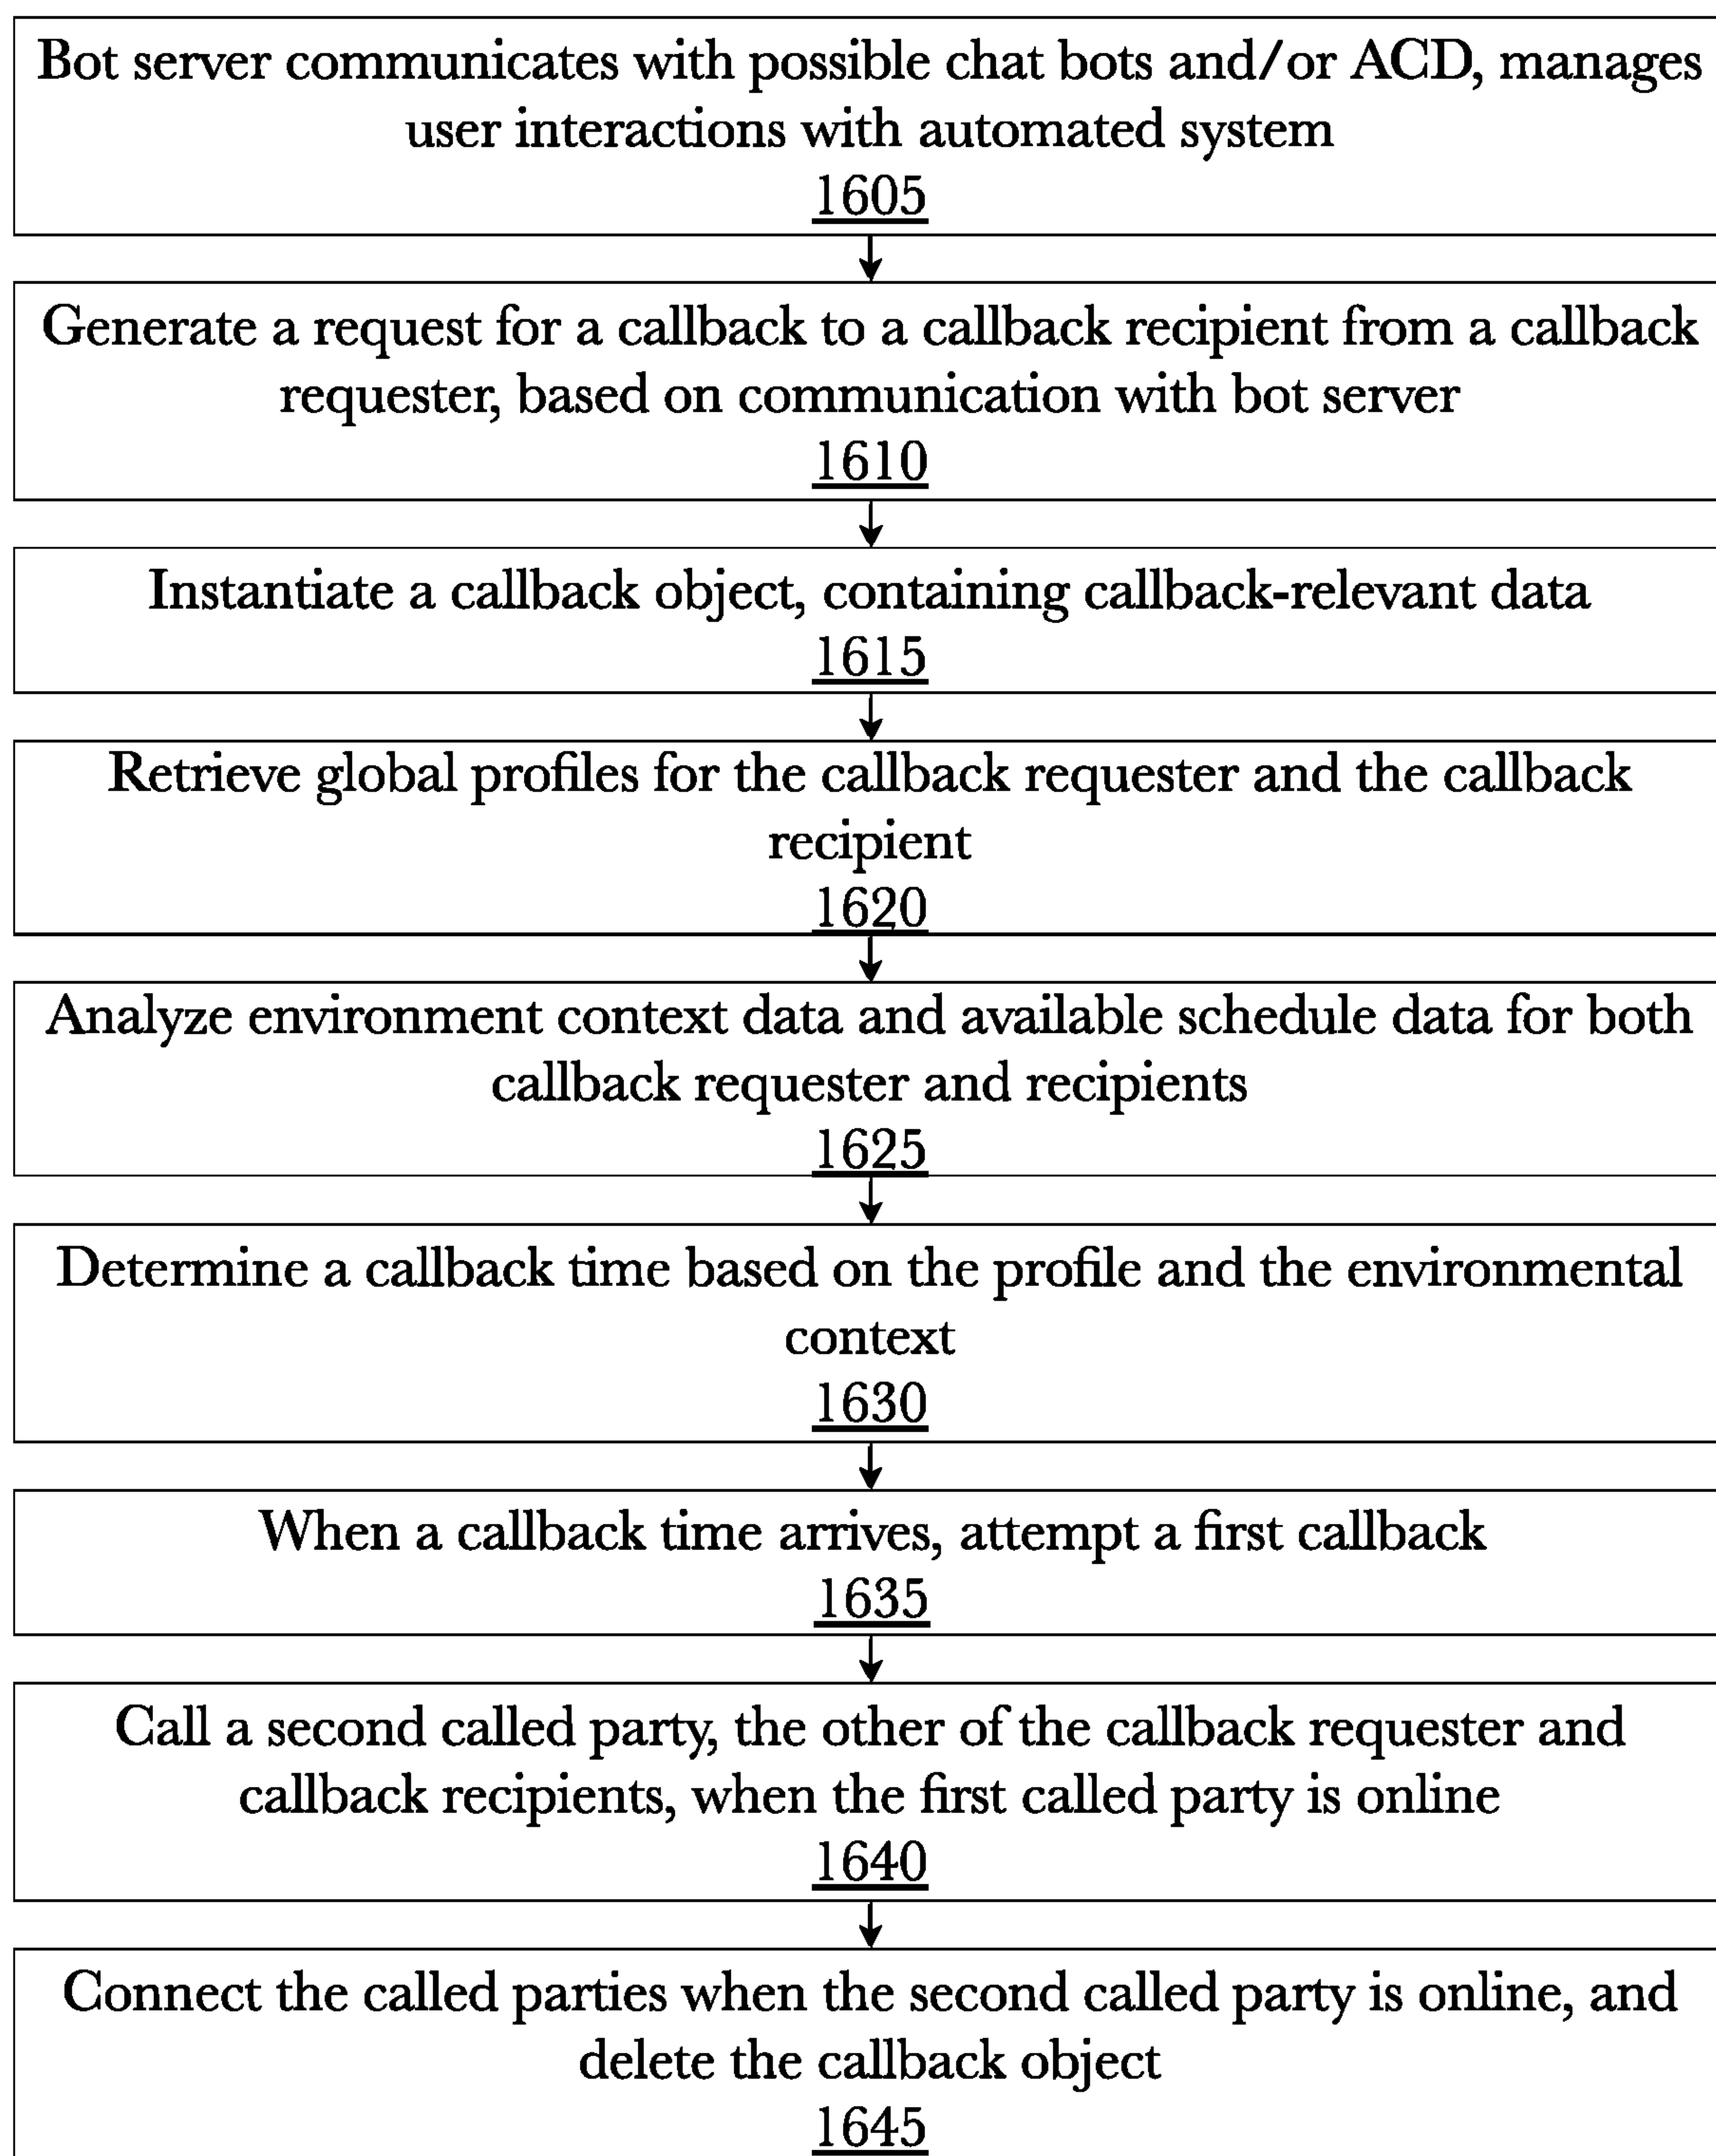 Bot server communicates with possible chat bots and/or ACD, manages
user interactions with automated system
1605
Generate a request for a callback to a callback recipient from a callback
requester, based on communication with bot server
1610
Instantiate a callback object, containing callback-relevant data
1615
Retrieve global profiles for the callback requester and the callback
recipient
1620
Analyze environment context data and available schedule data for both
callback requester and recipients
1625
Determine a callback time based on the profile and the environmental
context
1630
When a callback time arrives, attempt a first callback
1635
Call a second called party, the other of the callback requester and
callback recipients, when the first called party is online
1640
Connect the called parties when the second called party is online, and
delete the callback object
1645